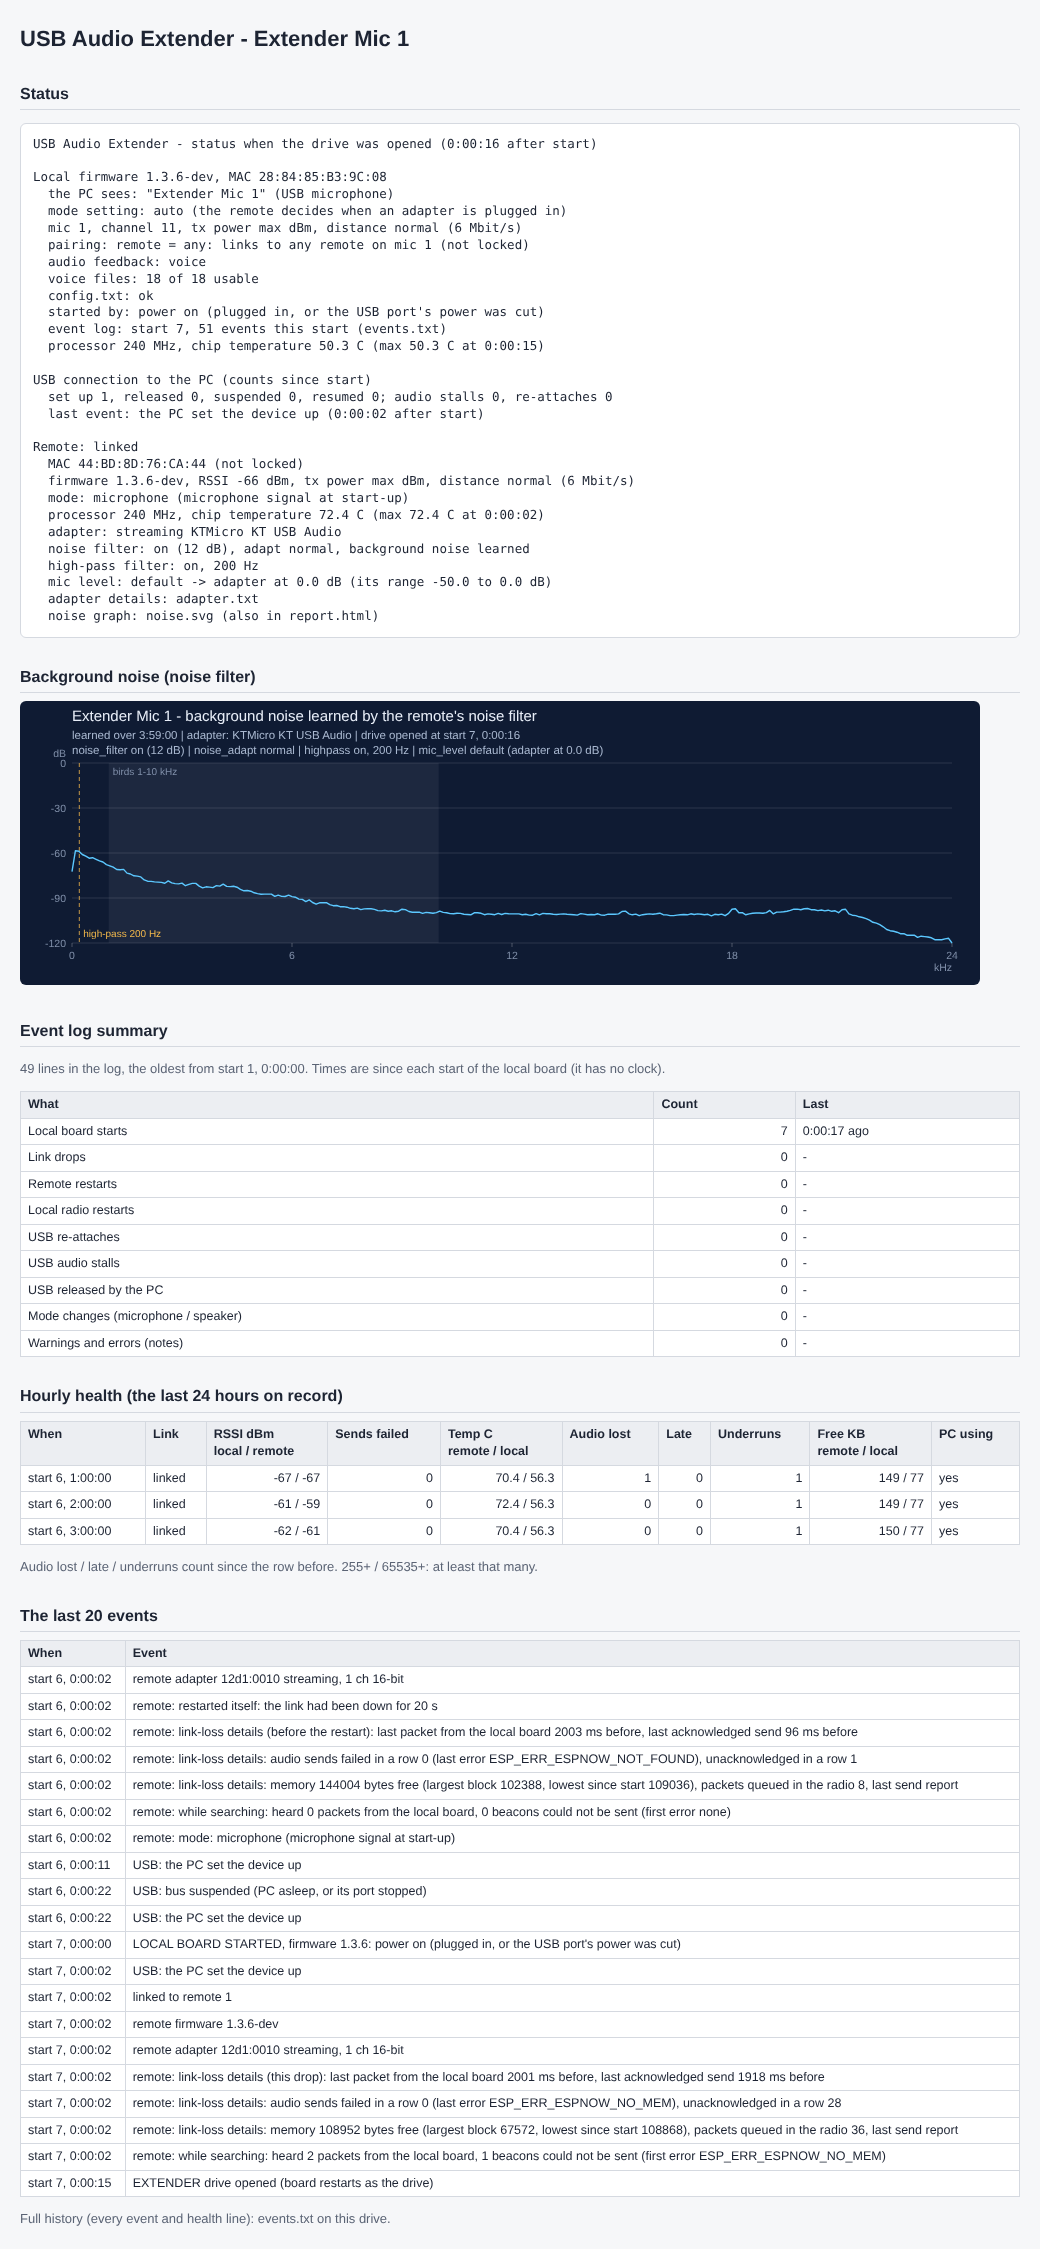 USB Audio Extender - Extender Mic 1
Status
USB Audio Extender - status when the drive was opened (0:00:16 after start)
Local firmware 1.3.6-dev, MAC 28:84:85:B3:9C:08
the PC sees: "Extender Mic 1" (USB microphone)
mode setting: auto (the remote decides when an adapter is plugged in)
mic 1, channel 11, tx power max dBm, distance normal (6 Mbit/s)
pairing: remote = any: links to any remote on mic 1 (not locked)
audio feedback: voice
voice files: 18 of 18 usable
config.txt: ok
started by: power on (plugged in, or the USB port's power was cut)
event log: start 7, 51 events this start (events.txt)
processor 240 MHz, chip temperature 50.3 C (max 50.3 C at 0:00:15)
USB connection to the PC (counts since start)
set up 1, released 0, suspended 0, resumed 0; audio stalls 0, re-attaches 0
last event: the PC set the device up (0:00:02 after start)
Remote: linked
MAC 44:BD:8D:76:CA:44 (not locked)
firmware 1.3.6-dev, RSSI -66 dBm, tx power max dBm, distance normal (6 Mbit/s)
mode: microphone (microphone signal at start-up)
processor 240 MHz, chip temperature 72.4 C (max 72.4 C at 0:00:02)
adapter: streaming KTMicro KT USB Audio
noise filter: on (12 dB), adapt normal, background noise learned
high-pass filter: on, 200 Hz
mic level: default -> adapter at 0.0 dB (its range -50.0 to 0.0 dB)
adapter details: adapter.txt
noise graph: noise.svg (also in report.html)
Background noise (noise filter)
Extender Mic 1 - background noise learned by the remote's noise filter
learned over 3:59:00 | adapter: KTMicro KT USB Audio | drive opened at start 7, 0:00:16
noise_filter on (12 dB) | noise_adapt normal | highpass on, 200 Hz | mic_level default (adapter at 0.0 dB)
dB
0
birds 1-10 kHz
-30
-60
-90
high-pass 200 Hz
-120
0 6 12 18 24
kHz
Event log summary
49 lines in the log, the oldest from start 1, 0:00:00. Times are since each start of the local board (it has no clock).
What Count Last
Local board starts 7 0:00:17 ago
Link drops 0 -
Remote restarts 0 -
Local radio restarts 0 -
USB re-attaches 0 -
USB audio stalls 0 -
USB released by the PC 0 -
Mode changes (microphone / speaker) 0 -
Warnings and errors (notes) 0 -
Hourly health (the last 24 hours on record)
When Link RSSI dBm Sends failed Temp C Audio lost Late Underruns Free KB PC using
local / remote remote / local remote / local
start 6, 1:00:00 linked -67 / -67 0 70.4 / 56.3 1 0 1 149 / 77 yes
start 6, 2:00:00 linked -61 / -59 0 72.4 / 56.3 0 0 1 149 / 77 yes
start 6, 3:00:00 linked -62 / -61 0 70.4 / 56.3 0 0 1 150 / 77 yes
Audio lost / late / underruns count since the row before. 255+ / 65535+: at least that many.
The last 20 events
When Event
start 6, 0:00:02 remote adapter 12d1:0010 streaming, 1 ch 16-bit
start 6, 0:00:02 remote: restarted itself: the link had been down for 20 s
start 6, 0:00:02 remote: link-loss details (before the restart): last packet from the local board 2003 ms before, last acknowledged send 96 ms before
start 6, 0:00:02 remote: link-loss details: audio sends failed in a row 0 (last error ESP_ERR_ESPNOW_NOT_FOUND), unacknowledged in a row 1
start 6, 0:00:02 remote: link-loss details: memory 144004 bytes free (largest block 102388, lowest since start 109036), packets queued in the radio 8, last send report
start 6, 0:00:02 remote: while searching: heard 0 packets from the local board, 0 beacons could not be sent (first error none)
start 6, 0:00:02 remote: mode: microphone (microphone signal at start-up)
start 6, 0:00:11 USB: the PC set the device up
start 6, 0:00:22 USB: bus suspended (PC asleep, or its port stopped)
start 6, 0:00:22 USB: the PC set the device up
start 7, 0:00:00 LOCAL BOARD STARTED, firmware 1.3.6: power on (plugged in, or the USB port's power was cut)
start 7, 0:00:02 USB: the PC set the device up
start 7, 0:00:02 linked to remote 1
start 7, 0:00:02 remote firmware 1.3.6-dev
start 7, 0:00:02 remote adapter 12d1:0010 streaming, 1 ch 16-bit
start 7, 0:00:02 remote: link-loss details (this drop): last packet from the local board 2001 ms before, last acknowledged send 1918 ms before
start 7, 0:00:02 remote: link-loss details: audio sends failed in a row 0 (last error ESP_ERR_ESPNOW_NO_MEM), unacknowledged in a row 28
start 7, 0:00:02 remote: link-loss details: memory 108952 bytes free (largest block 67572, lowest since start 108868), packets queued in the radio 36, last send report
start 7, 0:00:02 remote: while searching: heard 2 packets from the local board, 1 beacons could not be sent (first error ESP_ERR_ESPNOW_NO_MEM)
start 7, 0:00:15 EXTENDER drive opened (board restarts as the drive)
Full history (every event and health line): events.txt on this drive.